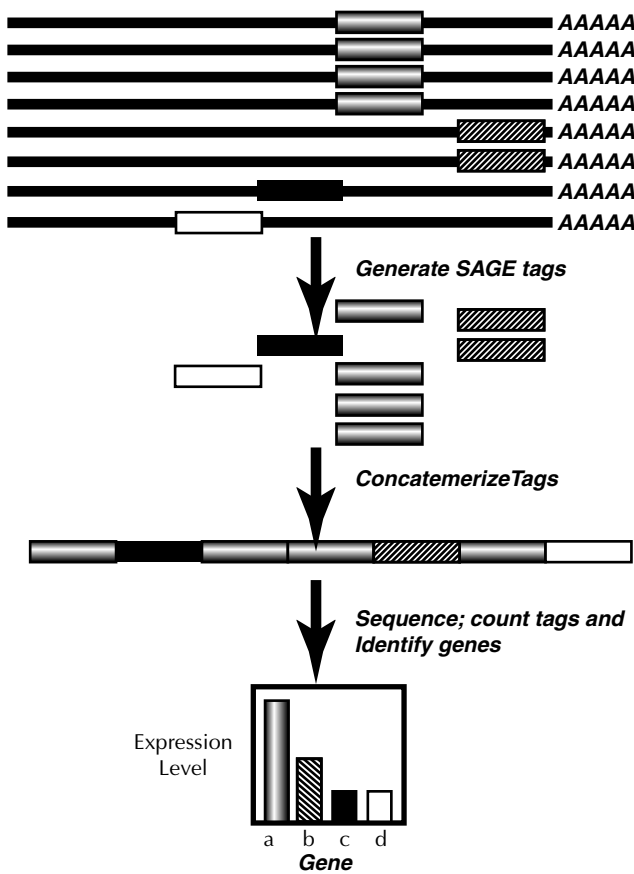 AAAAA
AAAAA
AAAAA
AAAAA
AAAAA
AAAAA
AAAAA
AAAAA
Generate SAGE tags
ConcatemerizeTags
Sequence; count tags and
Identify genes
Expression
Level
a b c d
Gene